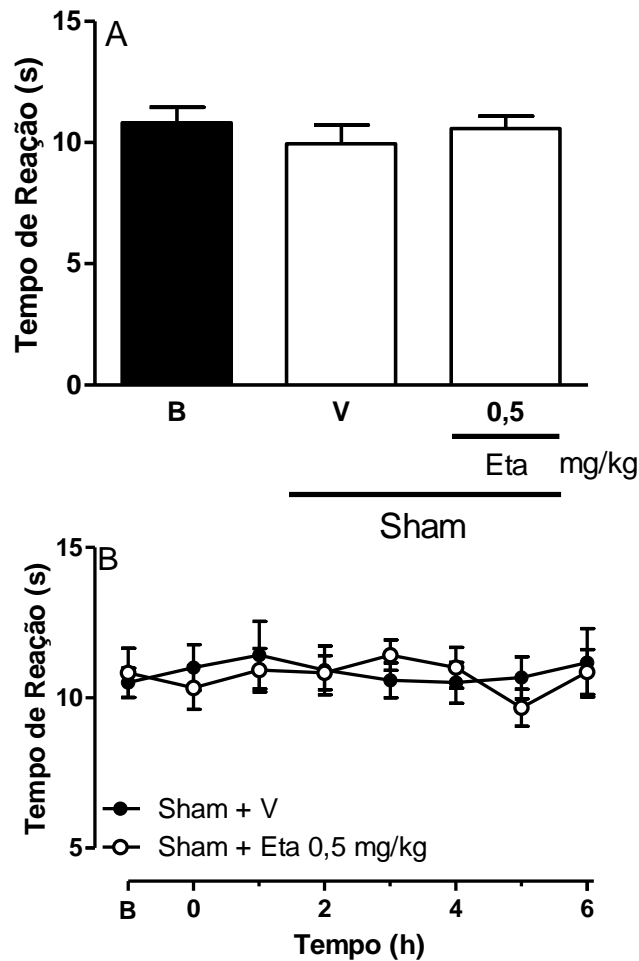 A
Tempo de Reação (s)
15
10
5
0
B V 0,5
Eta mg/kg
Sham
B
Tempo de Reação (s)
15
10
5
Sham + V
Sham + Eta 0,5 mg/kg
B 0 2 4 6
Tempo (h)